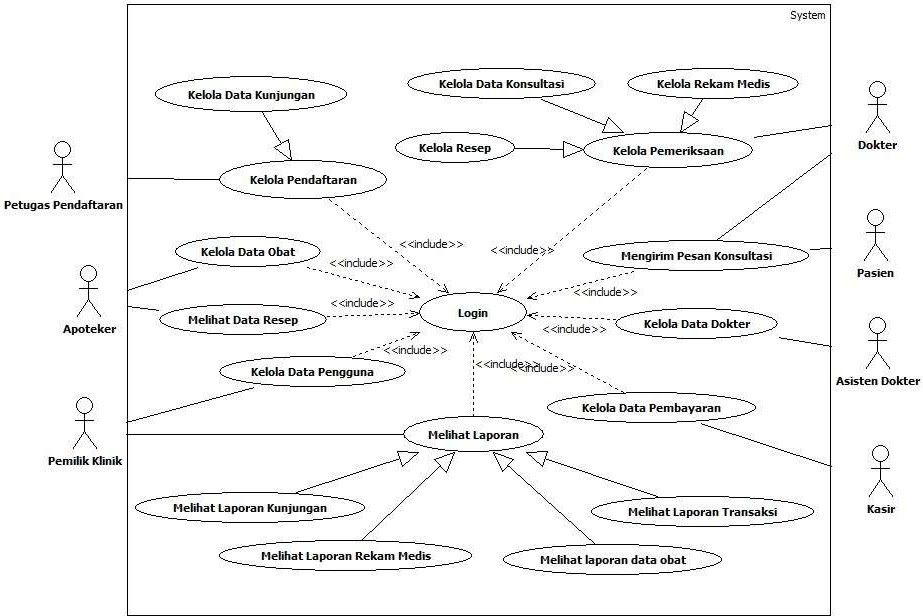 System
Kelola Data Konsultasi
Kelola Rekam Medis
Kelola Data Kunjungan
Dokter
Kelola Resep
Kelola Pemeriksaan
Kelola Pendaftaran
Petugas Pendaftaran
<<include>>
<<include>>
Kelola Data Obat
Mengirim Pesan Konsultasi
<<include>>
Pasien
<<include>>
<<include>>
Login
Melihat Data Resep
Kelola Data Dokter
Apoteker
<<include>>
<<include>>
<<include>>
<<include>>
Kelola Data Pengguna
Asisten Dokter
Kelola Data Pembayaran
Melihat Laporan
Pemilik Klinik
Melihat Laporan Kunjungan
Melihat Laporan Transaksi
Kasir
Melihat Laporan Rekam Medis
Melihat laporan data obat